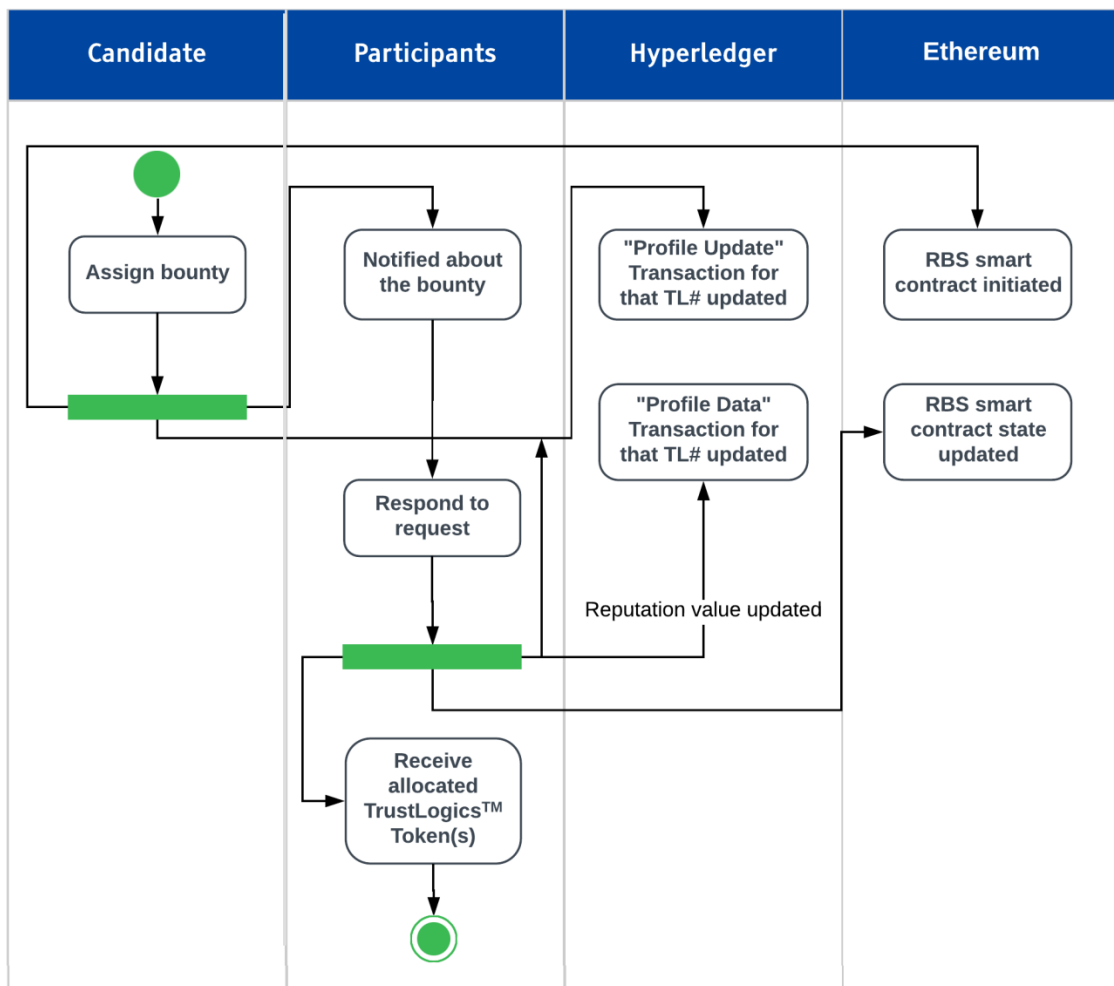 Candidate
Participants
Hyperledger
Ethereum
Assign bounty
Notified about
the bounty
"Profile Update"
Transaction for
that TL# updated
RBS smart
contract initiated
"Profile Data"
Transaction for
that TL# updated
RBS smart
contract state
updated
Respond to
request
Reputation value updated
Receive
allocated
TrustLogics™
Token(s)